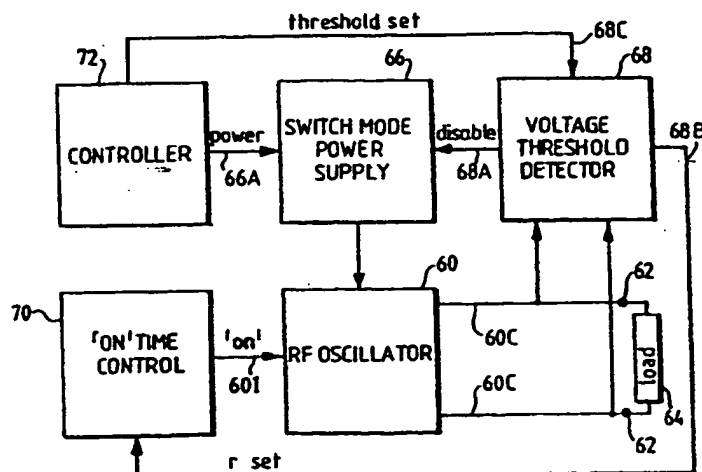 threshold set
72
66
68C
68
CONTROLLER
power
66A
SWITCH MODE
POWER
SUPPLY
disable
68A
VOLTAGE
THRESHOLD
DETECTOR
68B
60
62
70
'ON' TIME
CONTROL
'on'
60I
RF OSCILLATOR
60C
60C
load
64
62
r set